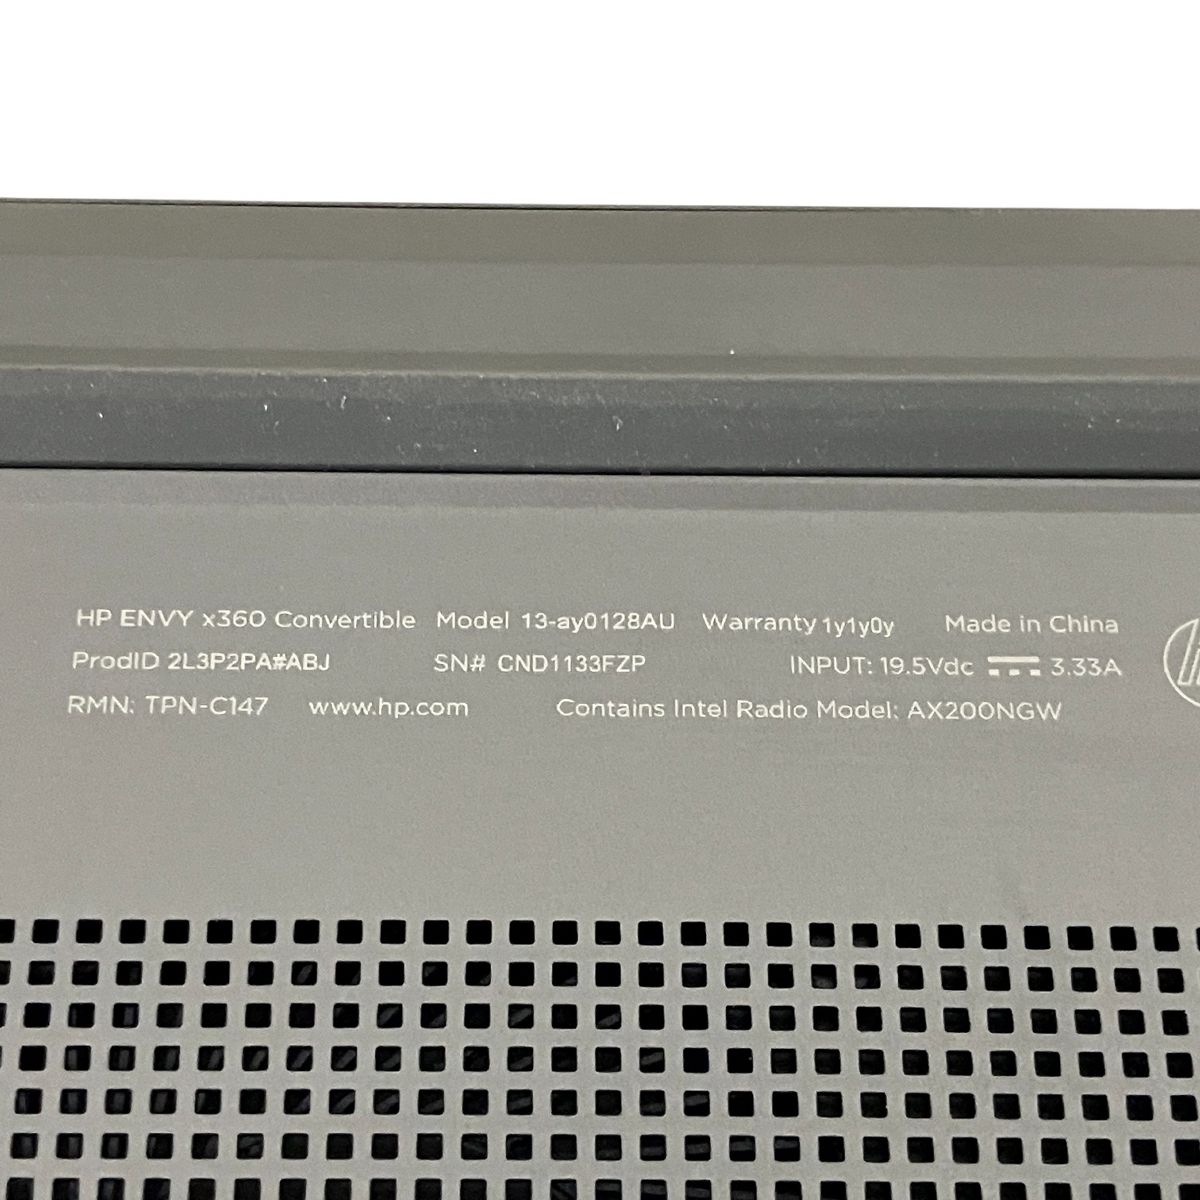 HP ENVY x360 Convertible Model 13-ay0128AU Warranty 1y1y0y Made in China
ProdID 2L3P2PA#ABJ SN# CND1133FZP INPUT: 19.5Vdc 3.33A
RMN: TPN-C147 www.hp.com Contains Intel Radio Model: AX200NGW